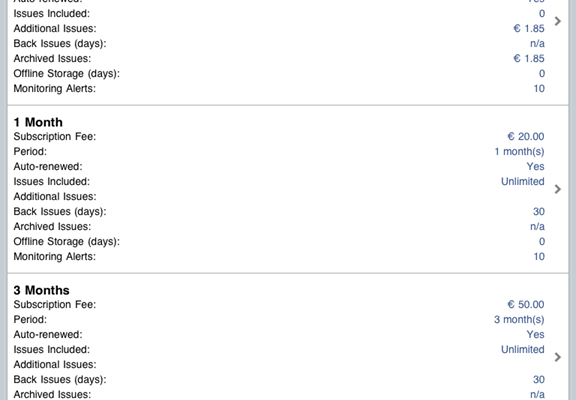 Auto-renewed: Yes
Issues Included: 0
Additional Issues: € 1.85
Back Issues (days): n/a
Archived Issues: € 1.85
Offline Storage (days): 0
Monitoring Alerts: 10
1 Month
Subscription Fee: € 20.00
Period: 1 month(s)
Auto-renewed: Yes
Issues Included: Unlimited
Additional Issues:
Back Issues (days): 30
Archived Issues: n/a
Offline Storage (days): 0
Monitoring Alerts: 10
3 Months
Subscription Fee: € 50.00
Period: 3 month(s)
Auto-renewed: Yes
Issues Included: Unlimited
Additional Issues:
Back Issues (days): 30
Archived Issues: n/a